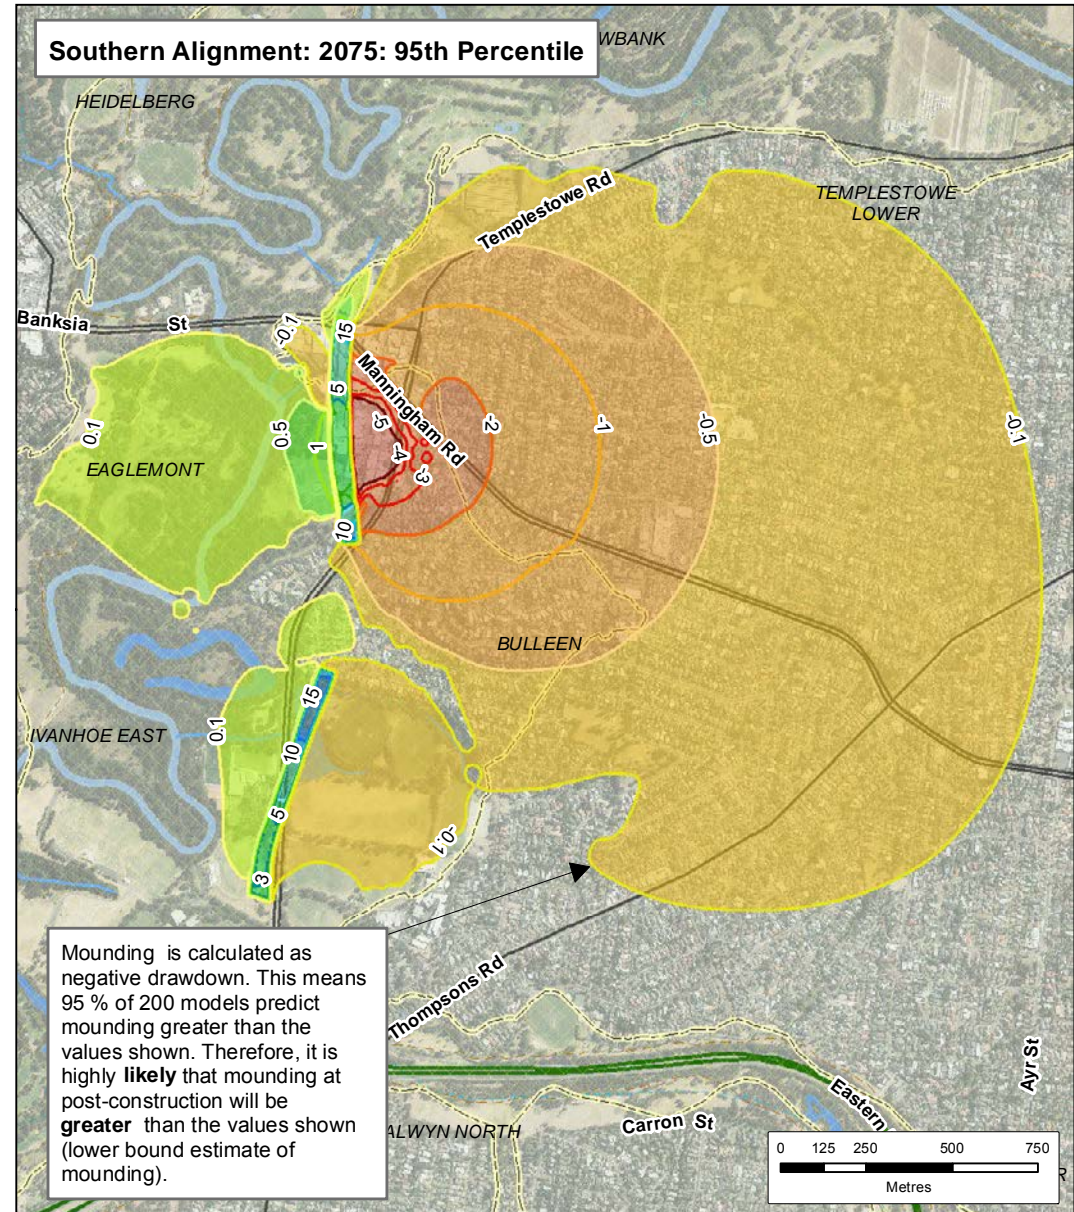 Southern Alignment: 2075: 95th Percentile
WBANK
HEIDELBERG
TEMPLESTOWE
LOWER
Templestowe Rd
Banksia St
-0.1
15
Manningham Rd
5
0.1
0.5
1
-5
-4
-3
-2
-1
-0.5
-0.1
EAGLEMONT
10
BULLEEN
15
0.1
IVANHOE EAST
10
5
-0.1
3
Mounding is calculated as
negative drawdown. This means
95 % of 200 models predict
mounding greater than the
values shown. Therefore, it is
highly likely that mounding at
post-construction will be
greater than the values shown
(lower bound estimate of
mounding).
Thompsons Rd
Ayr St
Eastern
ALWYN NORTH
Carron St
0 125 250 500 750
Metres
R